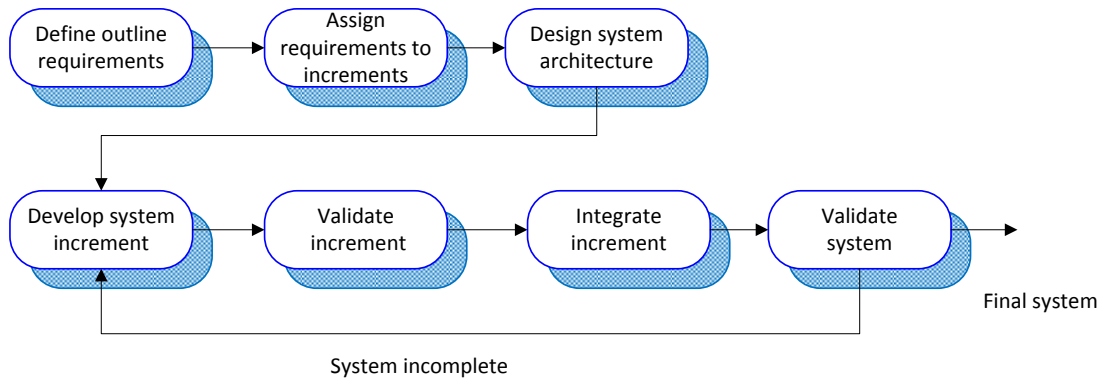 Define outline
requirements
Assign
requirements to
increments
Design system
architecture
Develop system
increment
Validate
increment
Integrate
increment
Validate
system
Final system
System incomplete